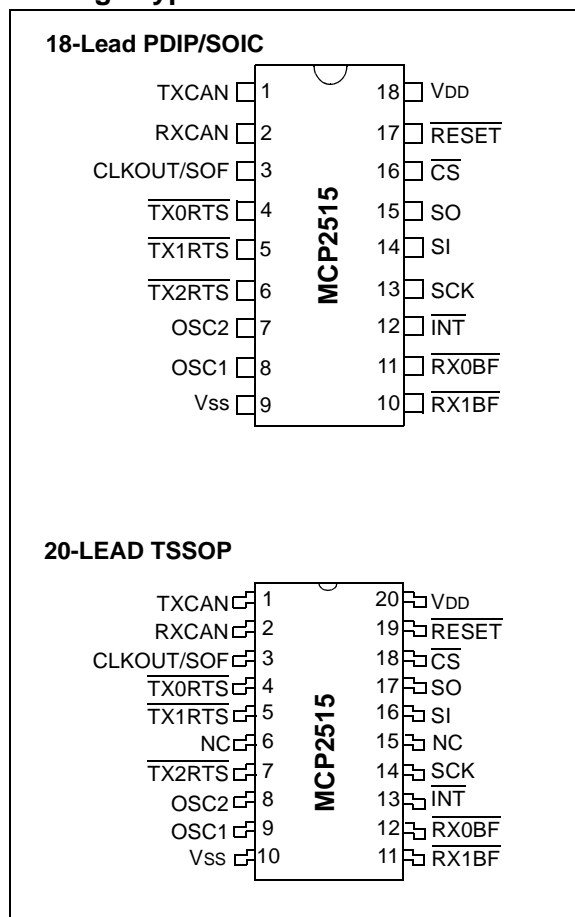 18-Lead PDIP/SOIC
TXCAN 1 18 VDD
RXCAN 2 17 RESET
CLKOUT/SOF 3 16 CS
TX0RTS 4 15 SO
TX1RTS 5 14 SI
TX2RTS 6 13 SCK
OSC2 7 12 INT
OSC1 8 11 RX0BF
Vss 9 10 RX1BF
MCP2515
20-LEAD TSSOP
TXCAN 1 20 VDD
RXCAN 2 19 RESET
CLKOUT/SOF 3 18 CS
TX0RTS 4 17 SO
TX1RTS 5 16 SI
NC 6 15 NC
TX2RTS 7 14 SCK
OSC2 8 13 INT
OSC1 9 12 RX0BF
Vss 10 11 RX1BF
MCP2515